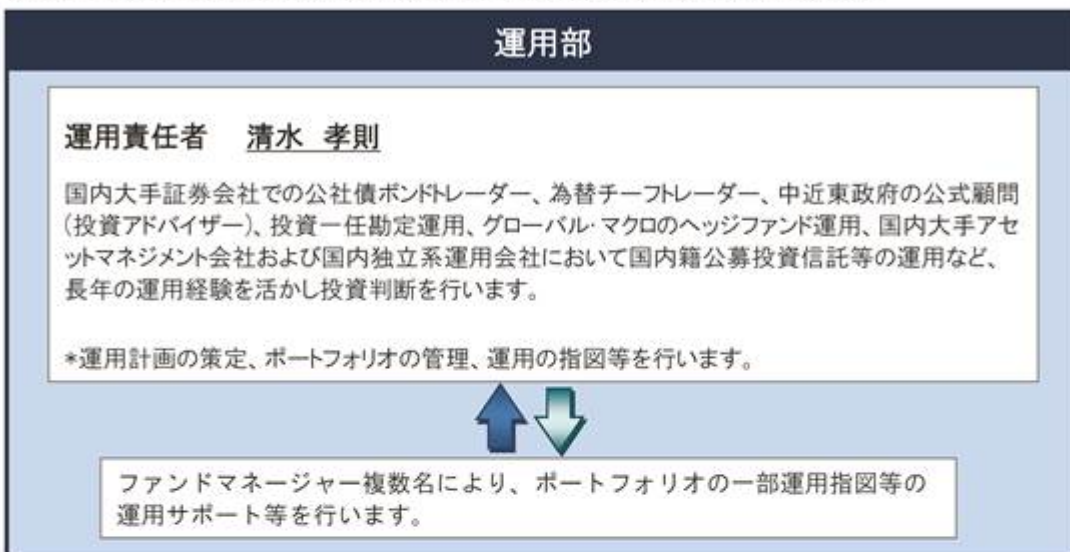 運用部
運用責任者 清水 孝則
国内大手証券会社での公社債ボンドトレーダー、為替チーフトレーダー、中近東政府の公式顧問
(投資アドバイザー)、投資一任勘定運用、グローバル・マクロのヘッジファンド運用、国内大手アセ
ットマネジメント会社および国内独立系運用会社において国内籍公募投資信託等の運用など、
長年の運用経験を活かし投資判断を行います。
*運用計画の策定、ポートフォリオの管理、運用の指図等を行います。
ファンドマネージャー複数名により、ポートフォリオの一部運用指図等の
運用サポート等を行います。